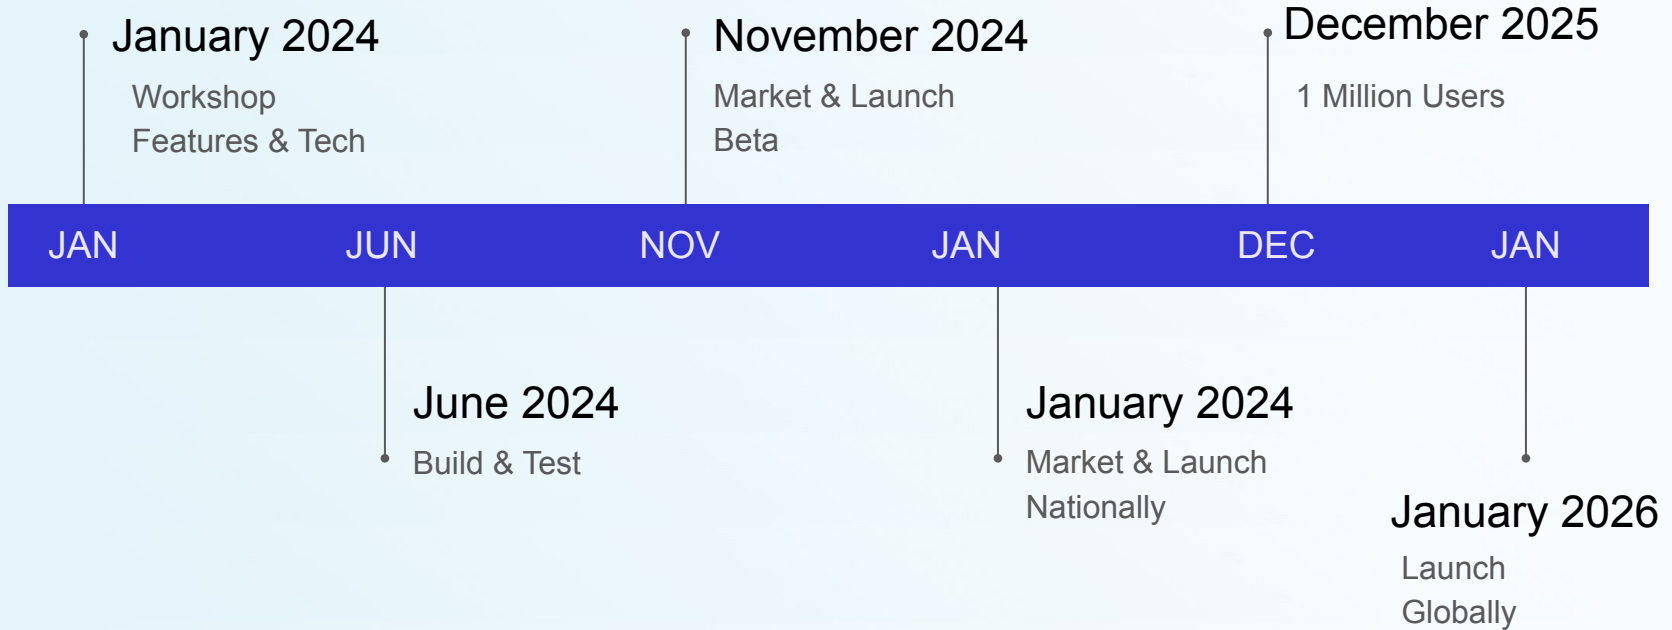 January 2024
Workshop
Features & Tech
November 2024
Market & Launch
Beta
December 2025
1 Million Users
JAN
JUN
NOV
JAN
DEC
JAN
June 2024
Build & Test
January 2024
Market & Launch
Nationally
January 2026
Launch
Globally